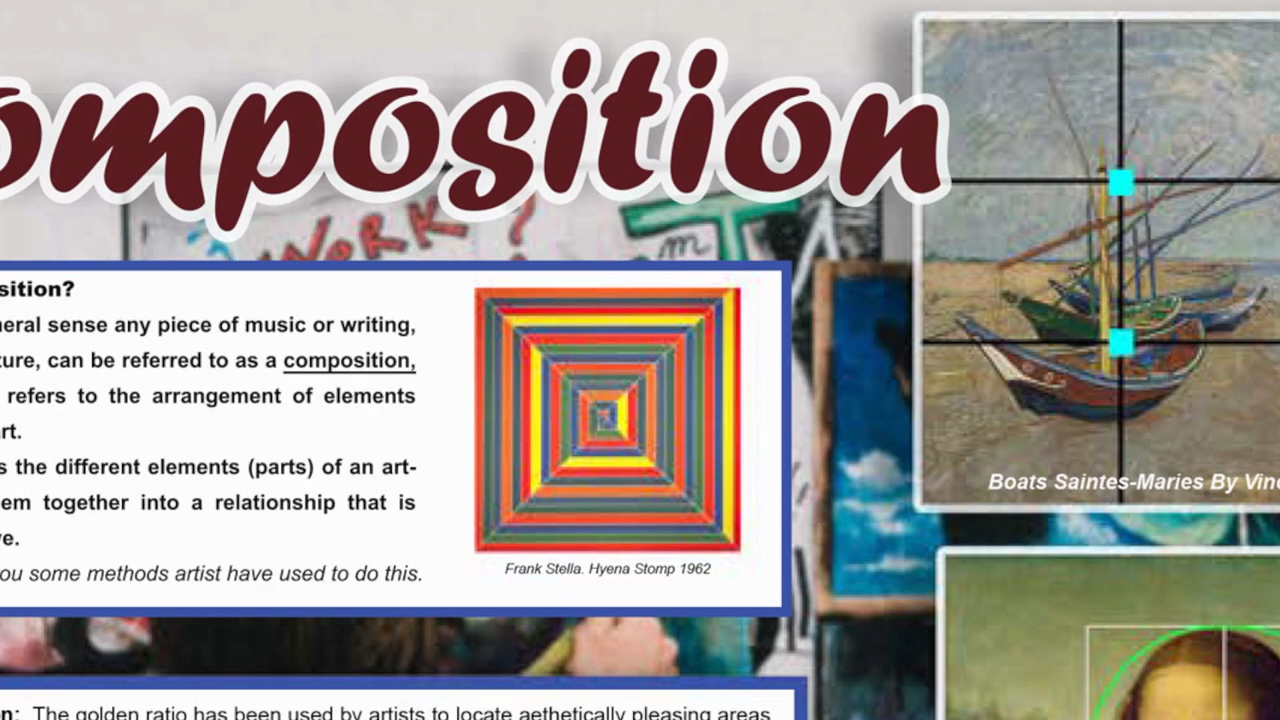 omposition
WORK?
m
sition?
neral sense any piece of music or writing,
ture, can be referred to as a composition,
refers to the arrangement of elements
rt.
s the different elements (parts) of an art-
em together into a relationship that is
ve.
ou some methods artist have used to do this.
Frank Stella. Hyena Stomp 1962
Boats Saintes-Maries By Vinc
n: The golden ratio has been used by artists to locate aethetically pleasing areas